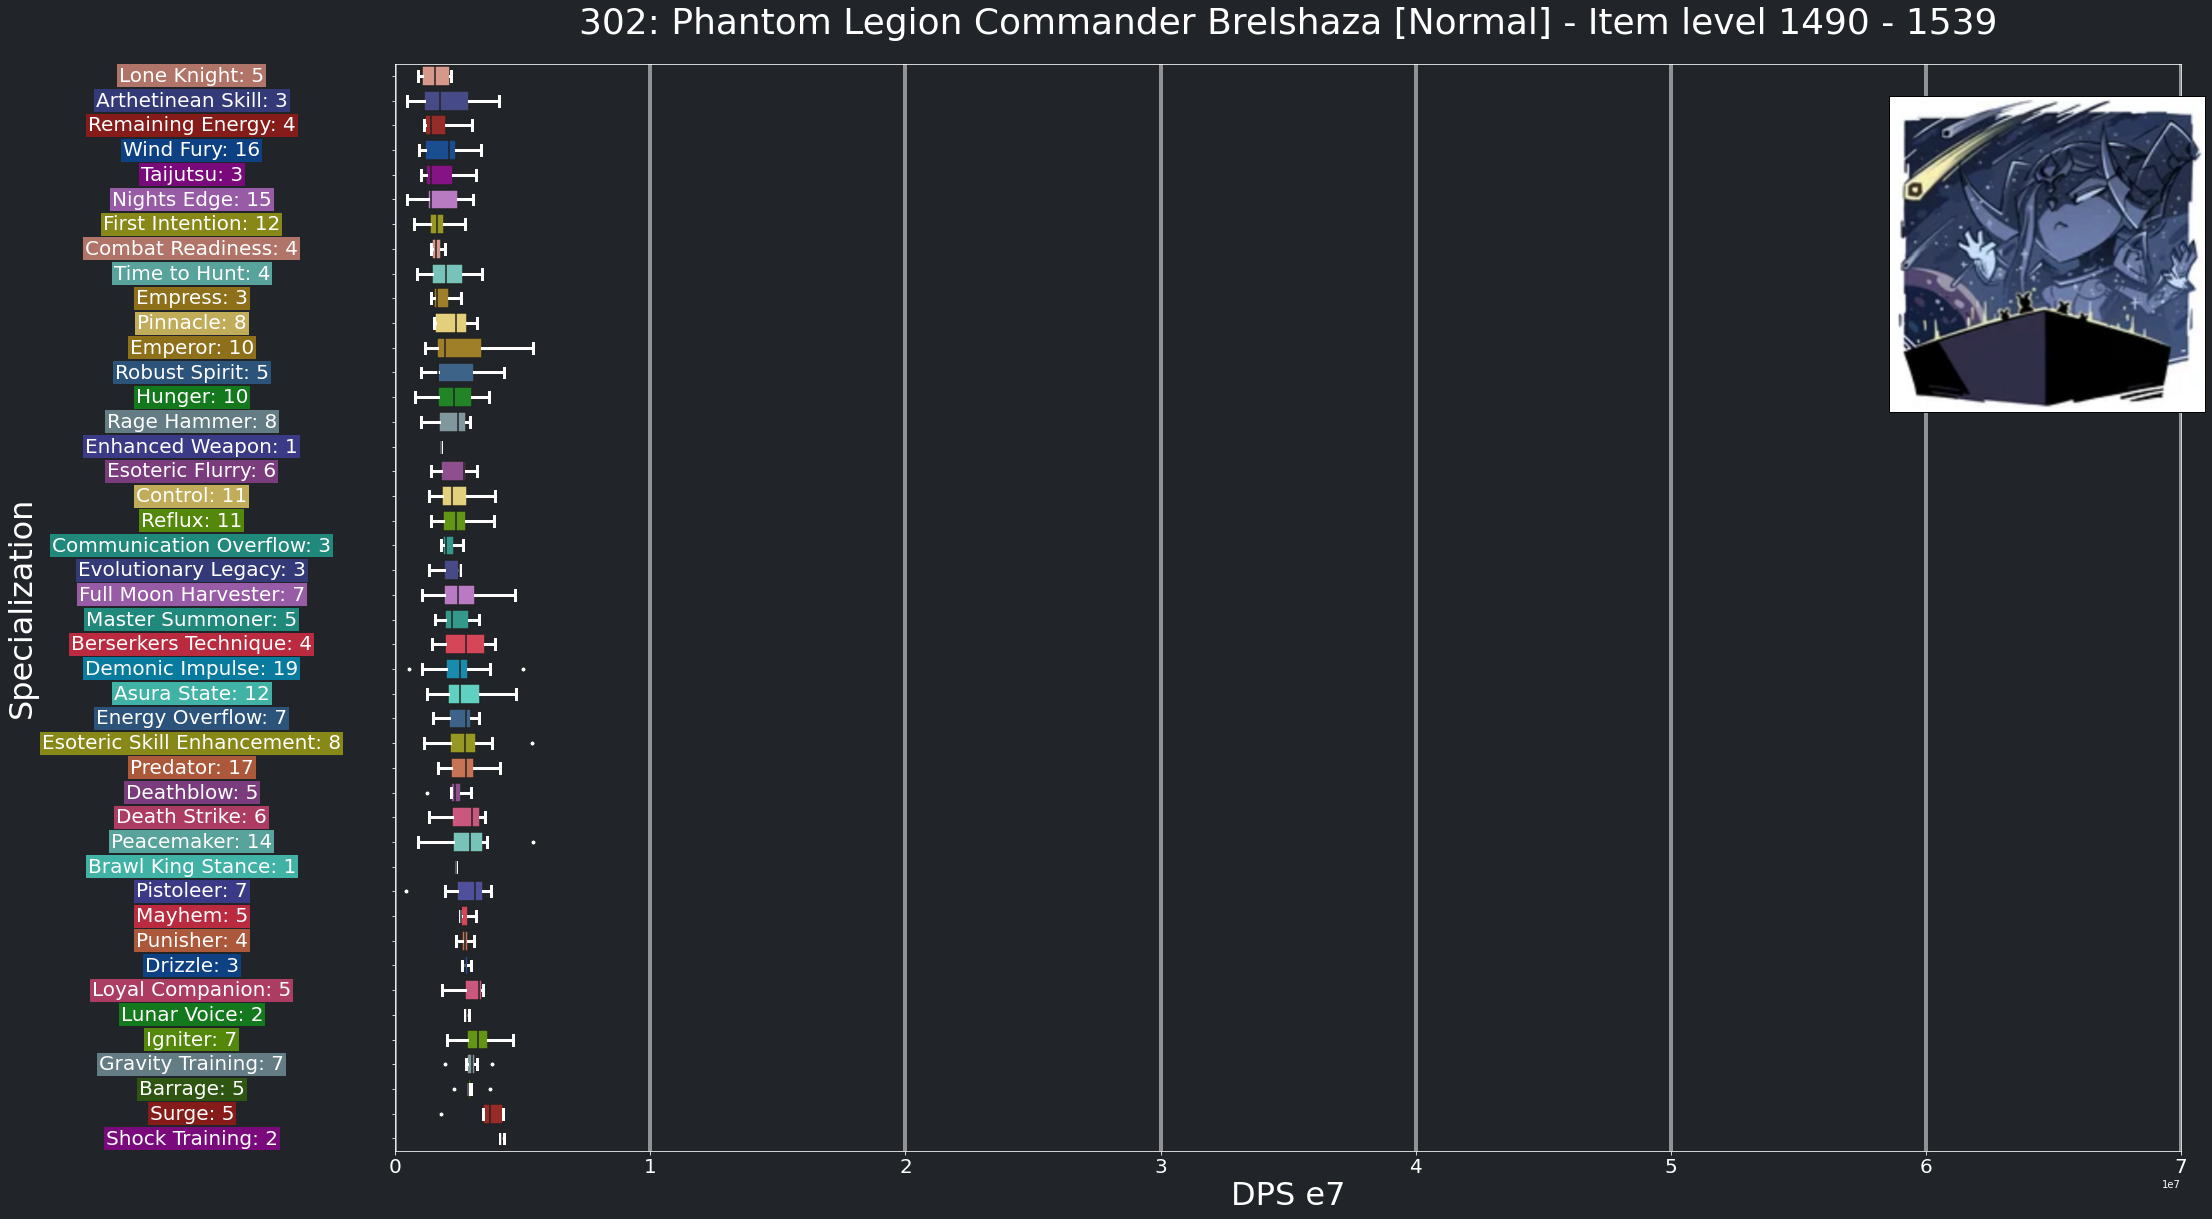 302: Phantom Legion Commander Brelshaza [Normal] - Item level 1490 - 1539
Lone Knight: 5
Arthetinean Skill: 3
Remaining Energy: 4
Wind Fury: 16
Taijutsu: 3
Nights Edge: 15
First Intention: 12
Combat Readiness: 4
Time to Hunt: 4
Empress: 3
Pinnacle: 8
Emperor: 10
Robust Spirit: 5
Hunger: 10
Rage Hammer: 8
Enhanced Weapon: 1
Esoteric Flurry: 6
Control: 11
Reflux: 11
Communication Overflow: 3
Evolutionary Legacy: 3
Full Moon Harvester: 7
Master Summoner: 5
Berserkers Technique: 4
Demonic Impulse: 19
Asura State: 12
Energy Overflow: 7
Esoteric Skill Enhancement: 8
Predator: 17
Deathblow: 5
Death Strike: 6
Peacemaker: 14
Brawl King Stance: 1
Pistoleer: 7
Mayhem: 5
Punisher: 4
Drizzle: 3
Loyal Companion: 5
Lunar Voice: 2
Igniter: 7
Gravity Training: 7
Barrage: 5
Surge: 5
Shock Training: 2
Specialization
0 1 2 3 4 5 6 7
1e7
DPS e7